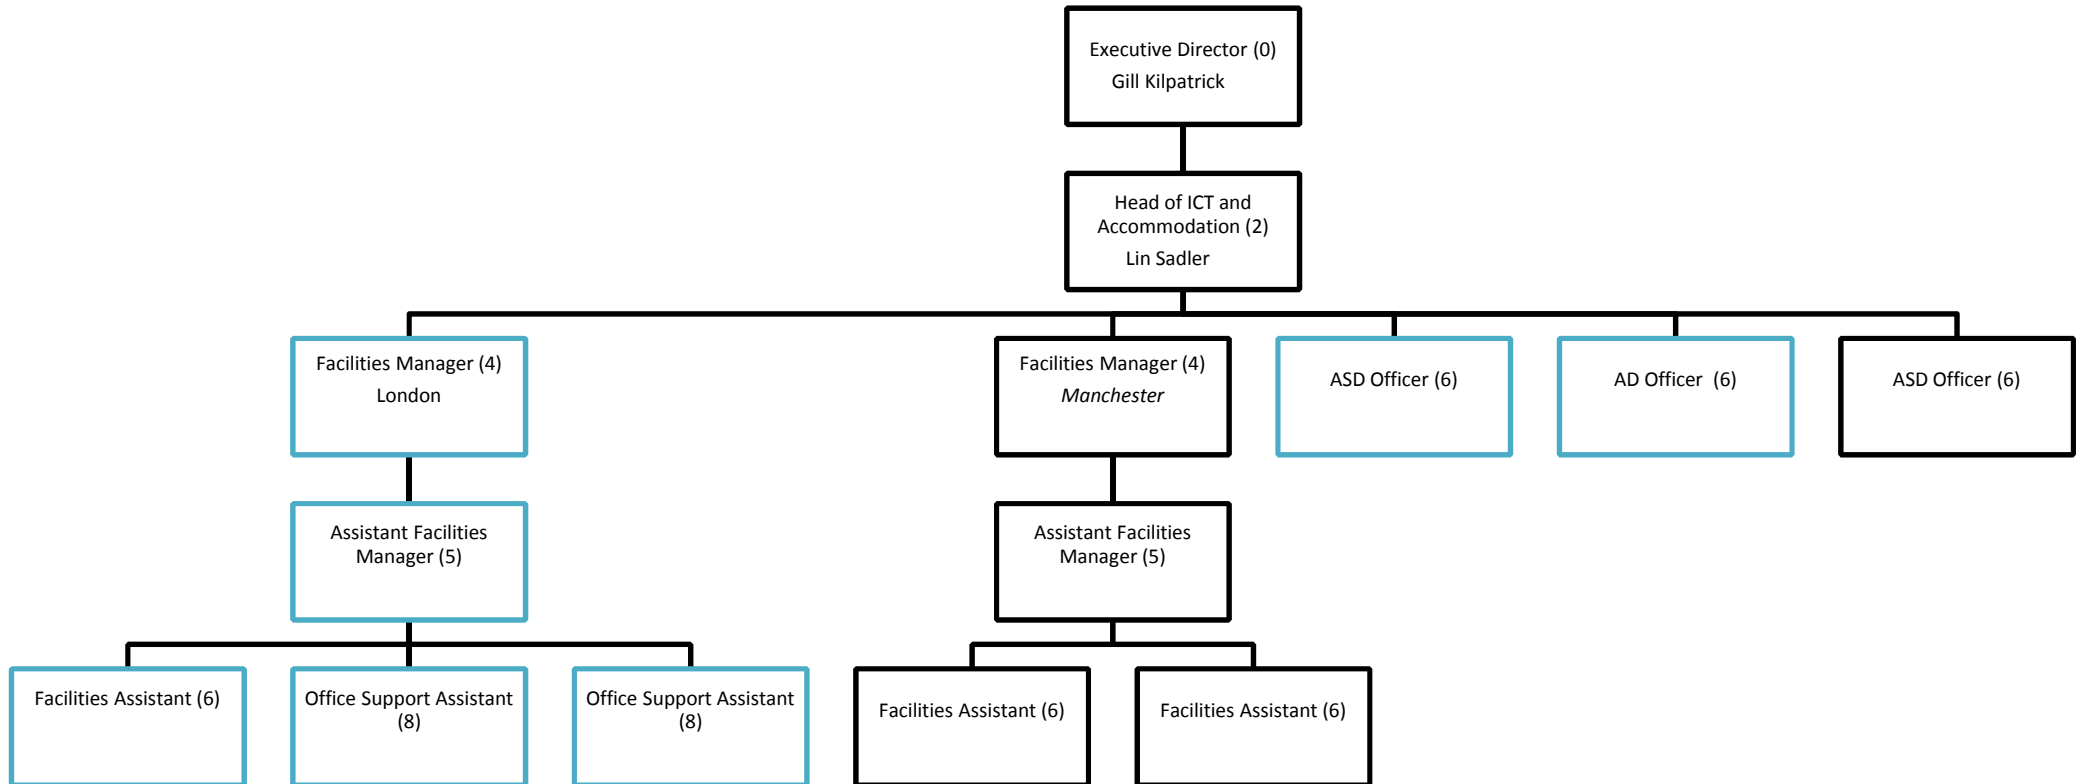 Executive Director (0)
Gill Kilpatrick
Head of ICT and
Accommodation (2)
Lin Sadler
Facilities Manager (4)
London
Facilities Manager (4)
Manchester
ASD Officer (6)
AD Officer  (6)
ASD Officer (6)
Assistant Facilities
Manager (5)
Assistant Facilities
Manager (5)
Facilities Assistant (6)
Office Support Assistant
(8)
Office Support Assistant
(8)
Facilities Assistant (6)
Facilities Assistant (6)